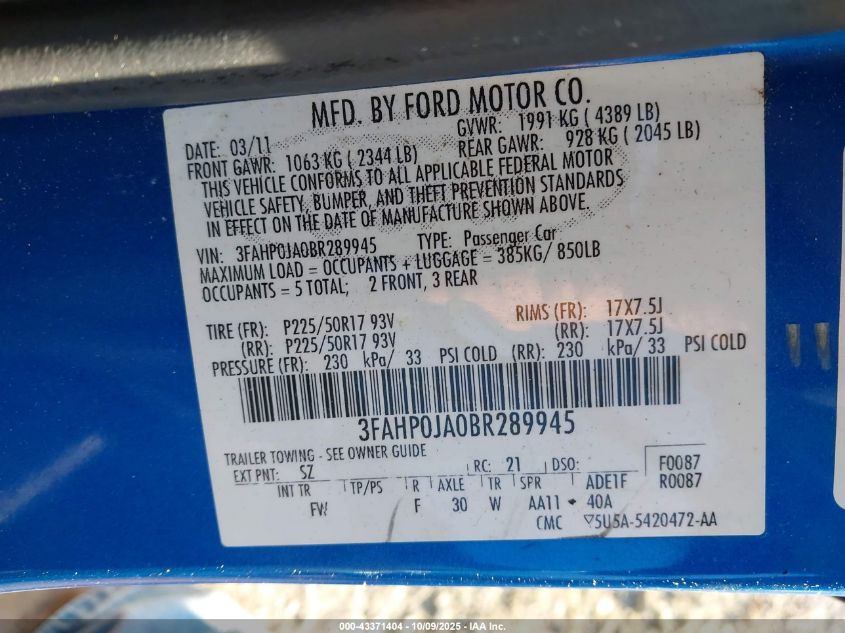 MFD. BY FORD MOTOR CO.
DATE: 03/11 GVWR: 1991 KG ( 4389 LB)
FRONT GAWR: 1063 KG ( 2344 LB) REAR GAWR: 928 KG ( 2045 LB)
THIS VEHICLE CONFORMS TO ALL APPLICABLE FEDERAL MOTOR
VEHICLE SAFETY, BUMPER, AND THEFT PREVENTION STANDARDS
IN EFFECT ON THE DATE OF MANUFACTURE SHOWN ABOVE.
VIN: 3FAHP0JA0BR289945 TYPE: Passenger Car
MAXIMUM LOAD = OCCUPANTS + LUGGAGE = 385KG/ 850LB
OCCUPANTS = 5 TOTAL; 2 FRONT, 3 REAR
TIRE (FR): P225/50R17 93V RIMS (FR): 17X7.5J
(RR): P225/50R17 93V (RR): 17X7.5J
PRESSURE (FR): 230 kPa/ 33 PSI COLD (RR): 230 kPa/ 33 PSI COLD
3FAHP0JA0BR289945
TRAILER TOWING - SEE OWNER GUIDE
EXT PNT: SZ RC: 21 DSO: F0087
INT TR TP/PS R AXLE TR SPR ADE1F R0087
FW F 30 W AA11 40A
CMC 5U5A-5420472-AA
000-43371404 | 10/09/2025 - IAA Inc.